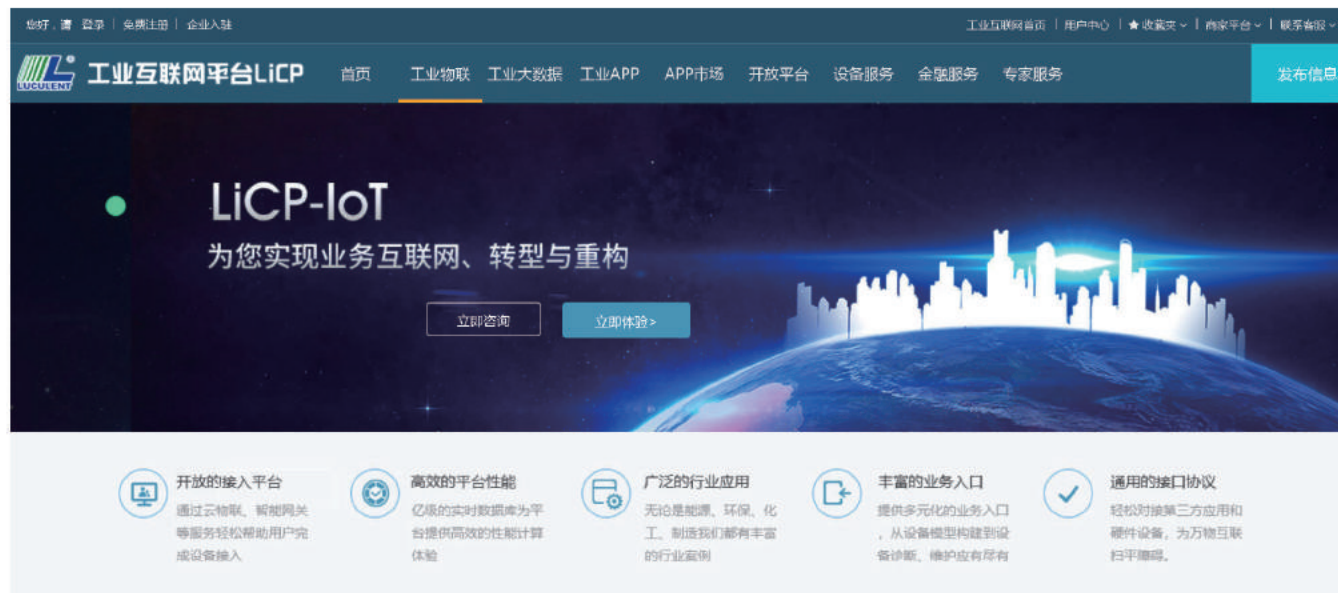 您好,请 登录 | 免费注册 | 企业入驻
工业互联网首页 | 用户中心 | ★ 收藏夹 | 商家平台 | 联系客服
LUCULENT
工业互联网平台LiCP 首页 工业物联 工业大数据 工业APP APP市场 开放平台 设备服务 金融服务 专家服务 发布信息
LiCP-IoT
为您实现业务互联网、转型与重构
立即咨询 立即体验>
开放的接入平台
通过云物联、智能网关
等服务轻松帮助用户完
成设备接入
高效的平台性能
亿级的实时数据库为平
台提供高效的性能计算
体验
广泛的行业应用
无论是能源、环保、化
工、制造我们都有丰富
的行业案例
丰富的业务入口
提供多元化的业务入口
,从设备模型构建到设
备诊断、维护应有尽有
通用的接口协议
轻松对接第三方应用和
硬件设备,为万物互联
扫平障碍。